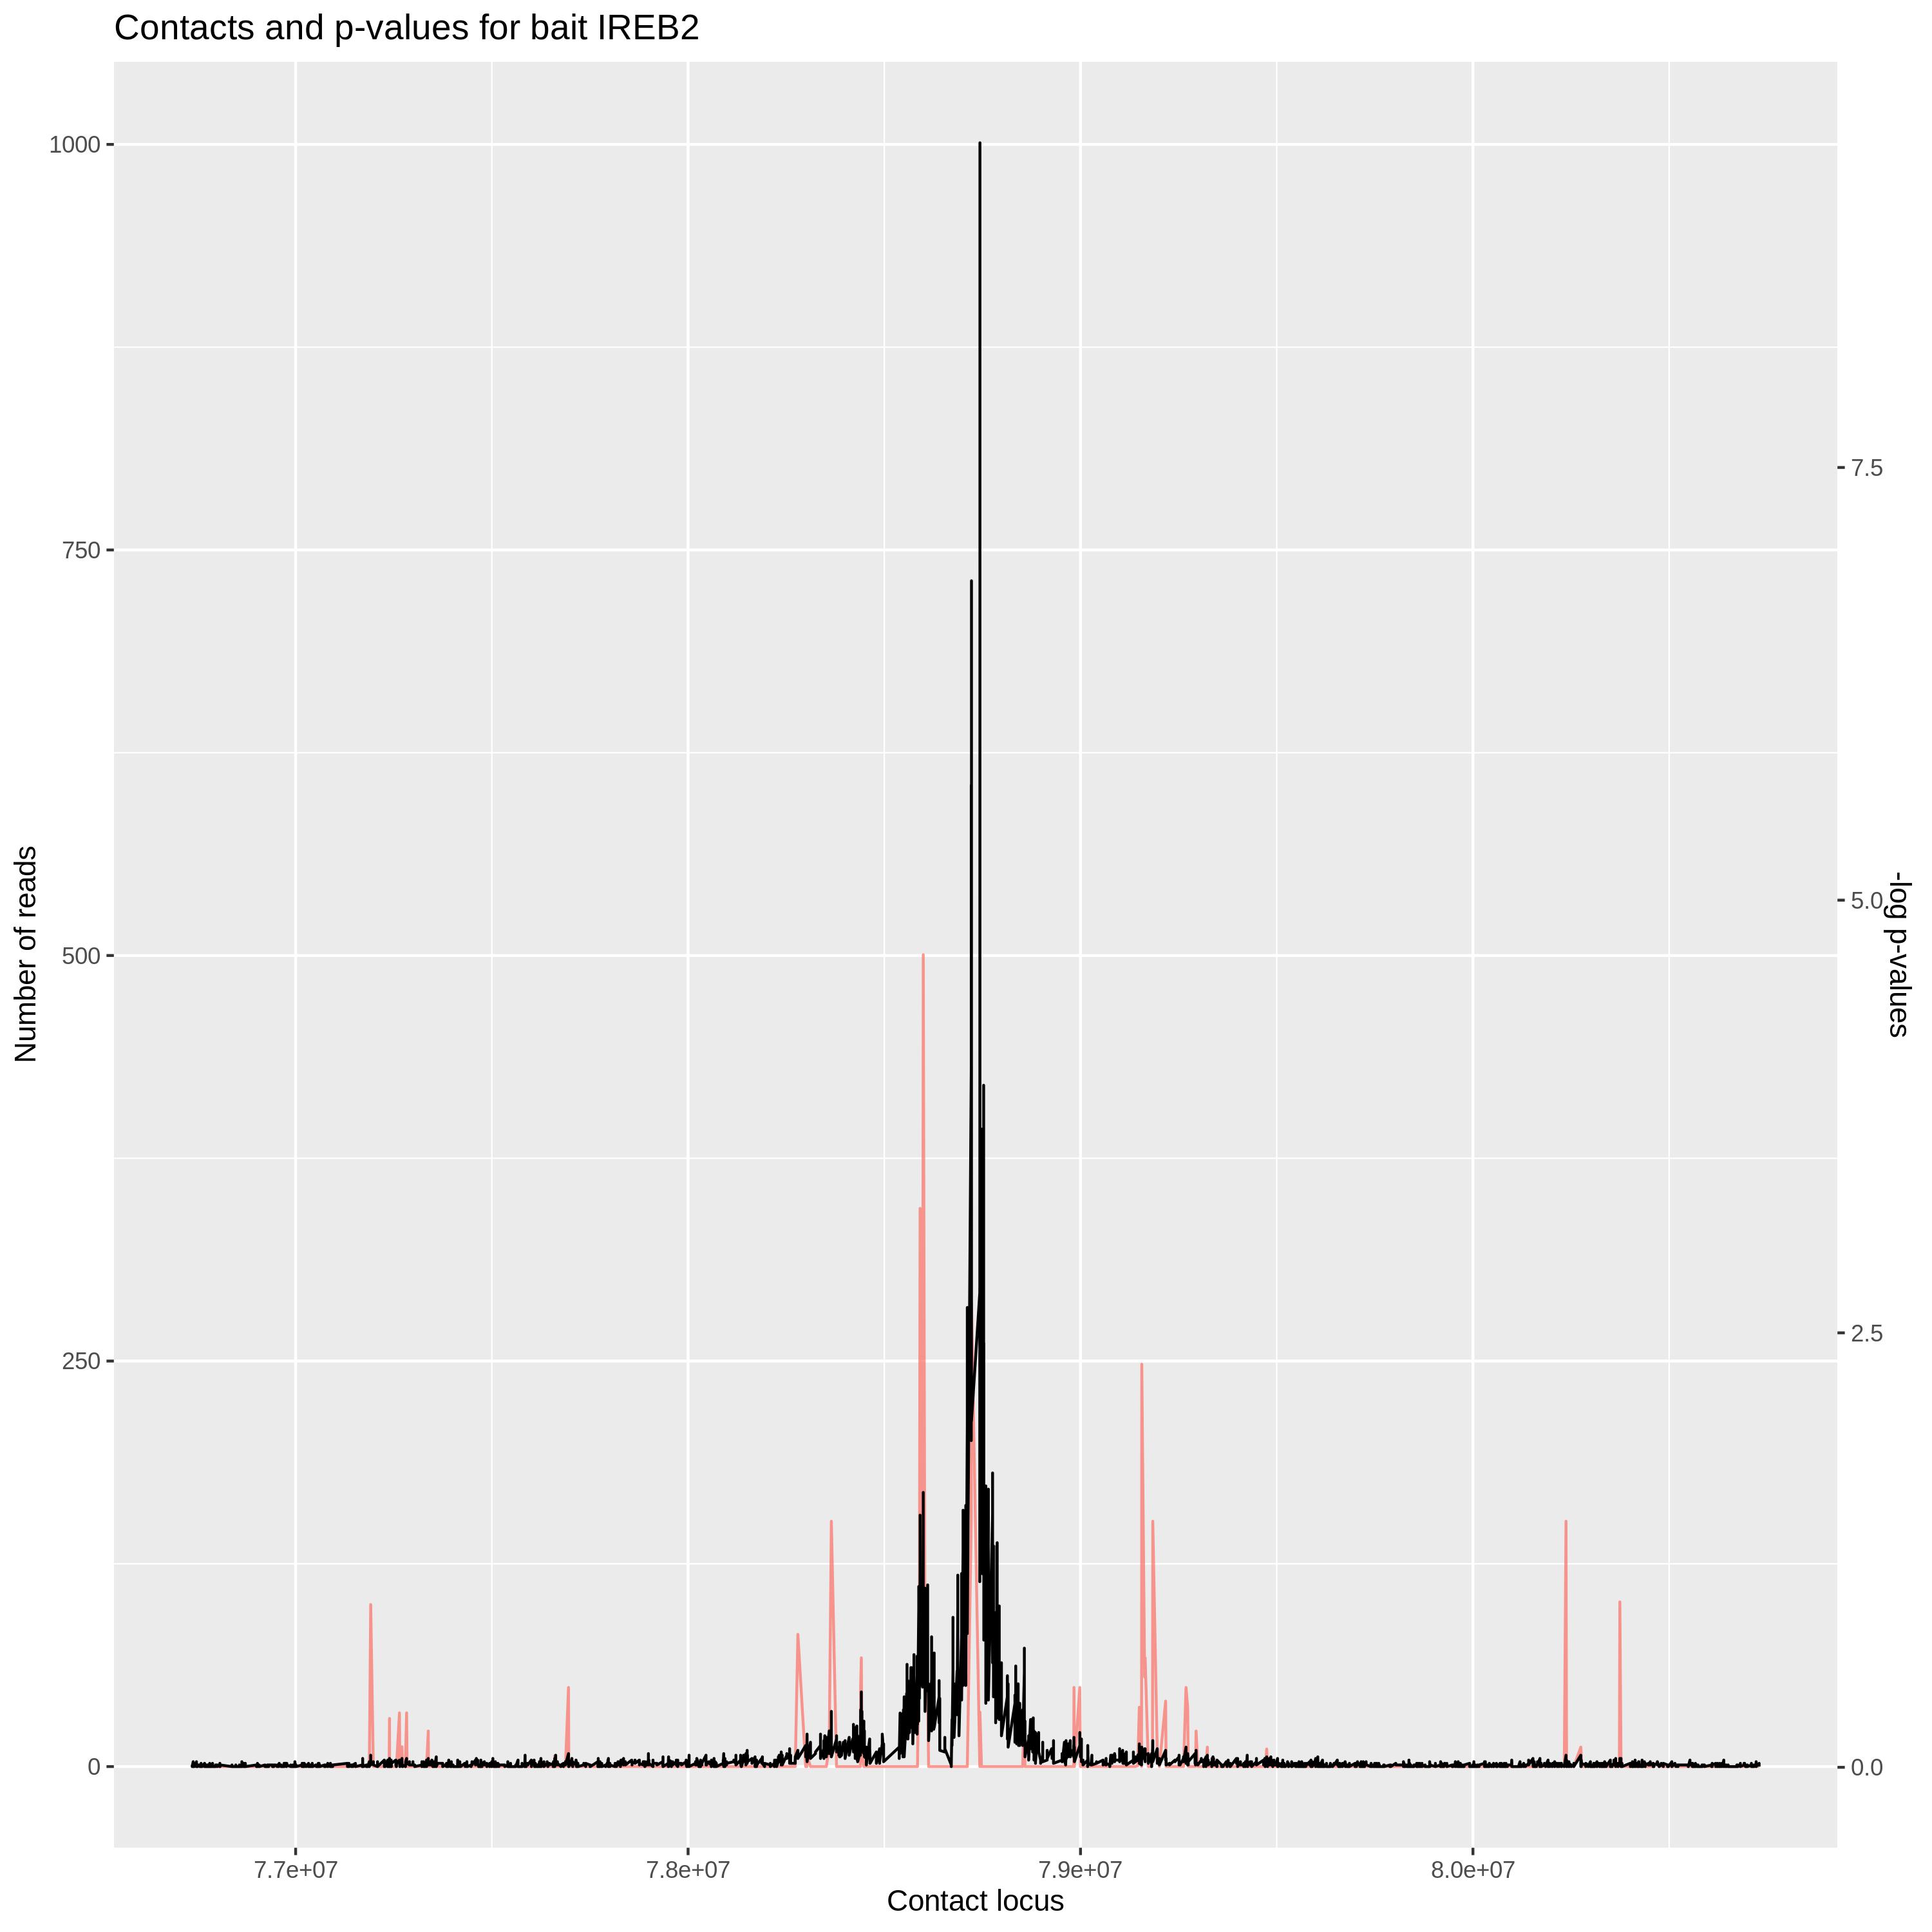 Contacts and p-values for bait IREB2
1000
750
500
250
0
Number of reads
7.5
5.0
2.5
0.0
-log p-values
7.7e+07
7.8e+07
7.9e+07
8.0e+07
Contact locus